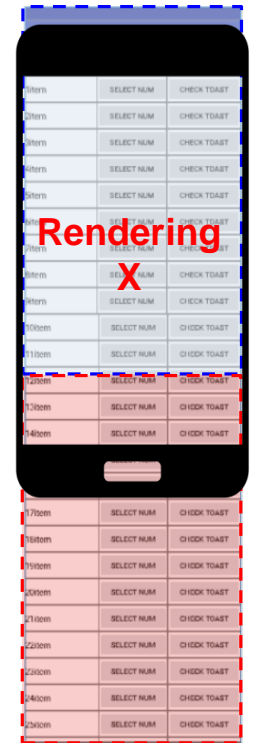 1item SELECT NUM CHECK TOAST
2item SELECT NUM CHECK TOAST
3item SELECT NUM CHECK TOAST
4item SELECT NUM CHECK TOAST
5item SELECT NUM CHECK TOAST
6item SELECT NUM CHECK TOAST
Rendering
7item SELECT NUM CHECK TOAST
8item SELECT NUM CHECK TOAST
X
9item SELECT NUM CHECK TOAST
10item SELECT NUM CHECK TOAST
11item SELECT NUM CHECK TOAST
12item SELECT NUM CHECK TOAST
13item SELECT NUM CHECK TOAST
14item SELECT NUM CHECK TOAST
17item SELECT NUM CHECK TOAST
18item SELECT NUM CHECK TOAST
19item SELECT NUM CHECK TOAST
20item SELECT NUM CHECK TOAST
21item SELECT NUM CHECK TOAST
22item SELECT NUM CHECK TOAST
23item SELECT NUM CHECK TOAST
24item SELECT NUM CHECK TOAST
25item SELECT NUM CHECK TOAST